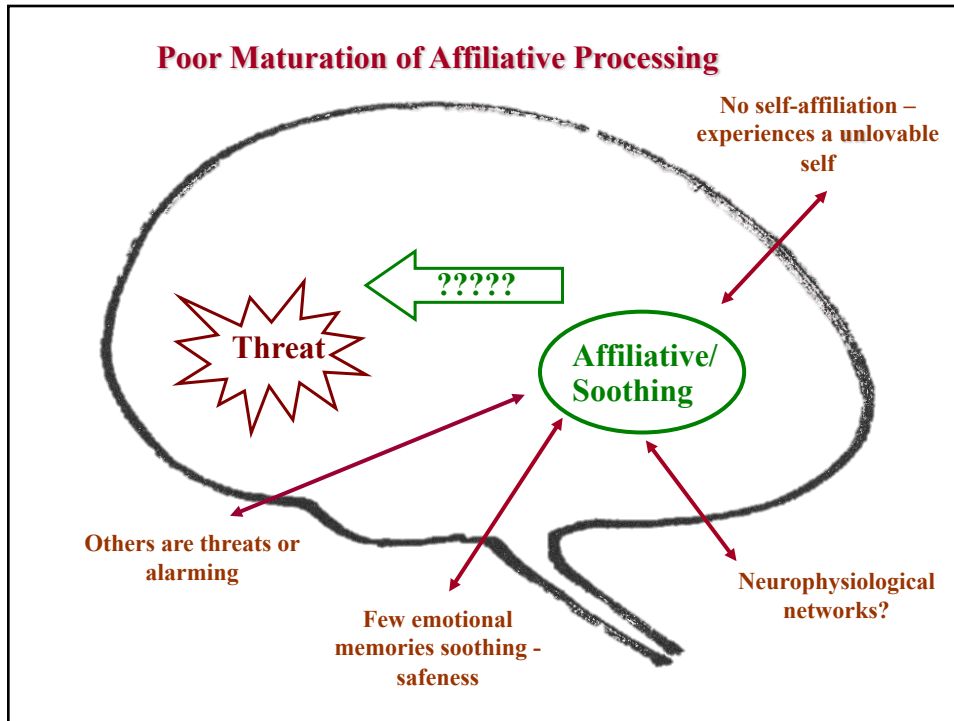 Poor Maturation of Affiliative Processing
No self-affiliation –
experiences a unlovable
self
?????
Threat
Affiliative/
Soothing
Others are threats or
alarming
Few emotional
memories soothing -
safeness
Neurophysiological
networks?